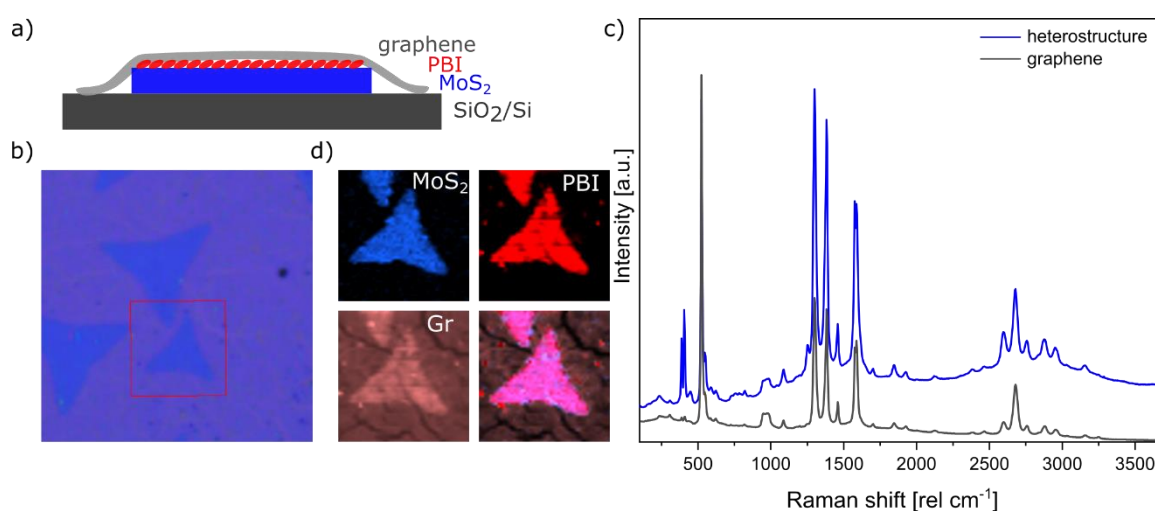 a)
graphene
PBI
MoS₂
SiO2/Si
b)
d)
MoS₂
PBI
Gr
c)
heterostructure
graphene
Intensity [a.u.]
500 1000 1500 2000 2500 3000 3500
Raman shift [rel cm⁻¹]